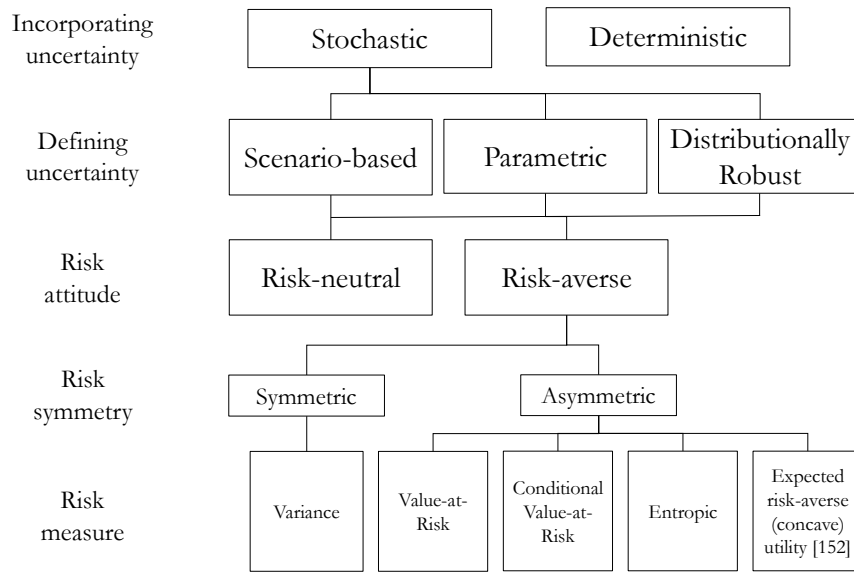 Incorporating
uncertainty
Stochastic
Deterministic
Defining
uncertainty
Scenario-based
Parametric
Distributionally
Robust
Risk
attitude
Risk-neutral
Risk-averse
Risk
symmetry
Symmetric
Asymmetric
Risk
measure
Variance
Value-at-
Risk
Conditional
Value-at-
Risk
Entropic
Expected
risk-averse
(concave)
utility [152]